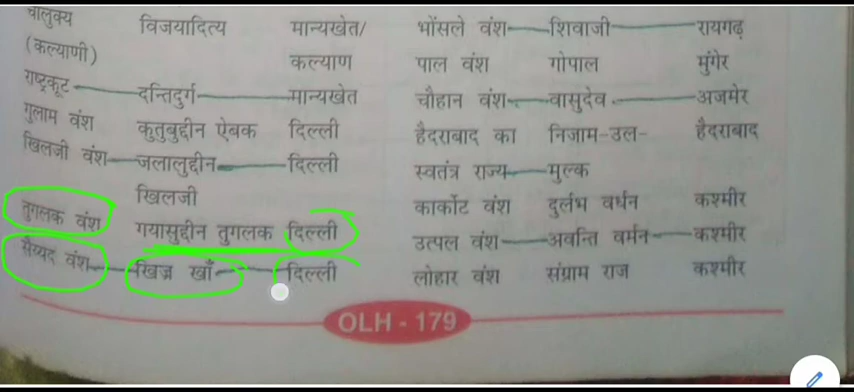 चालुक्य विजयादित्य मान्यखेत/
(कल्याणी) कल्याण
राष्ट्रकूट दन्तिदुर्ग मान्यखेत
गुलाम वंश कुतुबुद्दीन ऐबक दिल्ली
खिलजी वंश जलालुद्दीन दिल्ली
खिलजी
तुगलक वंश गयासुद्दीन तुगलक दिल्ली
सैय्यद वंश खिज्र खाँ दिल्ली
भोंसले वंश शिवाजी रायगढ़
पाल वंश गोपाल मुंगेर
चौहान वंश वासुदेव अजमेर
हैदराबाद का निजाम-उल- हैदराबाद
स्वतंत्र राज्य मुल्क
कार्कोट वंश दुर्लभ वर्धन कश्मीर
उत्पल वंश अवन्ति वर्मन कश्मीर
लोहार वंश संग्राम राज कश्मीर
OLH - 179